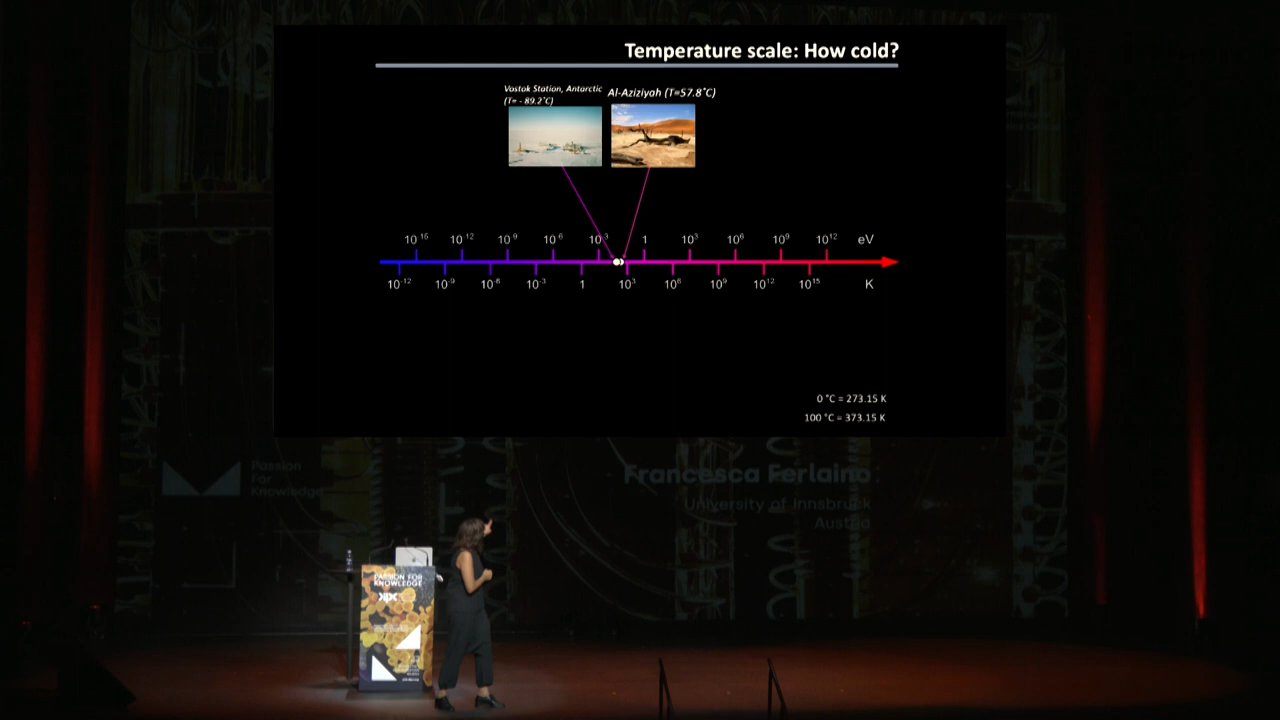 Temperature scale: How cold?
Vostok Station, Antarctic
(T= - 89.2˚C)
Al-Aziziyah (T=57.8˚C)
10⁻¹⁵ 10⁻¹² 10⁻⁹ 10⁻⁶ 10⁻³ 1 10³ 10⁶ 10⁹ 10¹² eV
10⁻¹² 10⁻⁹ 10⁻⁶ 10⁻³ 1 10³ 10⁶ 10⁹ 10¹² 10¹⁵ K
0 ˚C = 273.15 K
100 ˚C = 373.15 K
Passion
For
Knowledge
Francesca Ferlaino
University of Innsbruck
Austria
PASSION FOR
KNOWLEDGE